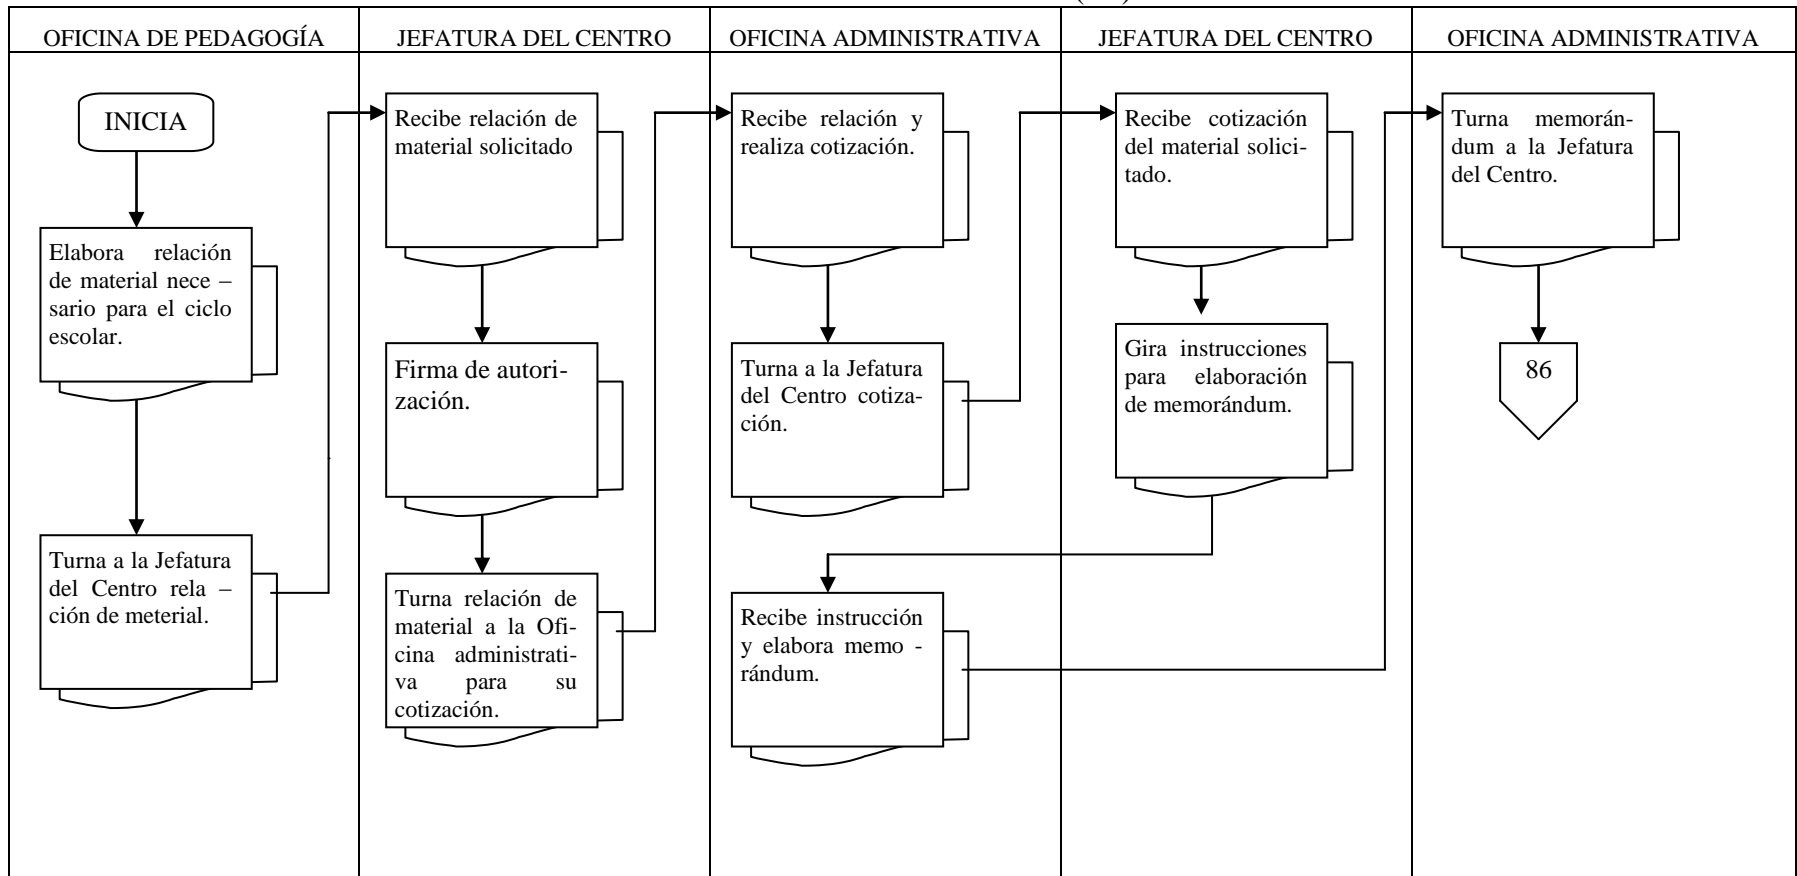 OFICINA DE PEDAGOGÍA
JEFATURA DEL CENTRO
OFICINA ADMINISTRATIVA
JEFATURA DEL CENTRO
OFICINA ADMINISTRATIVA
INICIA
Elabora relación
de material nece –
sario para el ciclo
escolar.
Turna a la Jefatura
del Centro rela –
ción de meterial.
Recibe relación de
material solicitado
Firma de autori-
zación.
Turna relación de
material a la Ofi-
cina administrati-
va para su
cotización.
Recibe relación y
realiza cotización.
Turna a la Jefatura
del Centro cotiza-
ción.
Recibe instrucción
y elabora memo -
rándum.
Recibe cotización
del material solici-
tado.
Gira instrucciones
para elaboración
de memorándum.
Turna memorán-
dum a la Jefatura
del Centro.
86